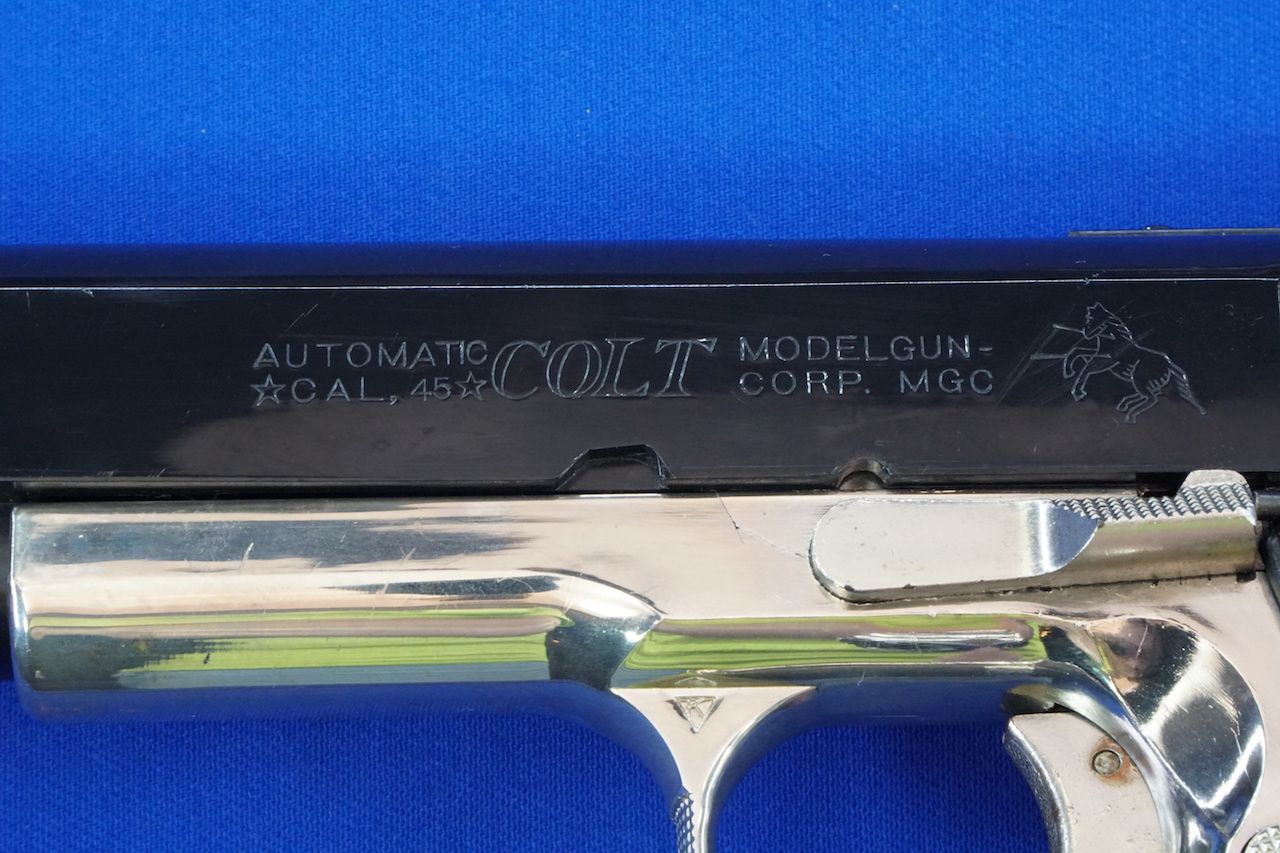 AUTOMATIC
☆CAL, 45☆
COLT
MODELGUN-
CORP. MGC